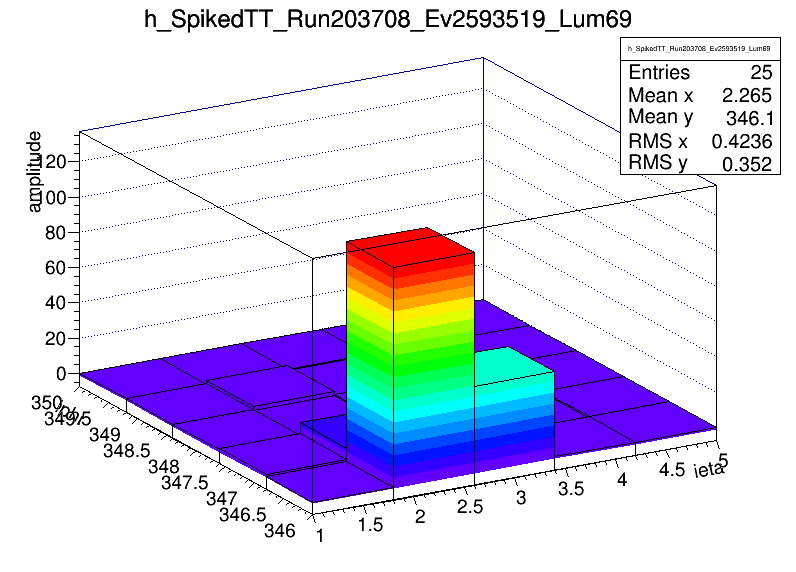 h_SpikedTT_Run203708_Ev2593519_Lum69
h_SpikedTT_Run203708_Ev2593519_Lum69
Entries 25
Mean x 2.265
Mean y 346.1
RMS x 0.4236
RMS y 0.352
amplitude
120
100
80
60
40
20
0
350
349.5
349
348.5
348
347.5
347
346.5
346
1
1.5
2
2.5
3
3.5
4
4.5
5
ieta